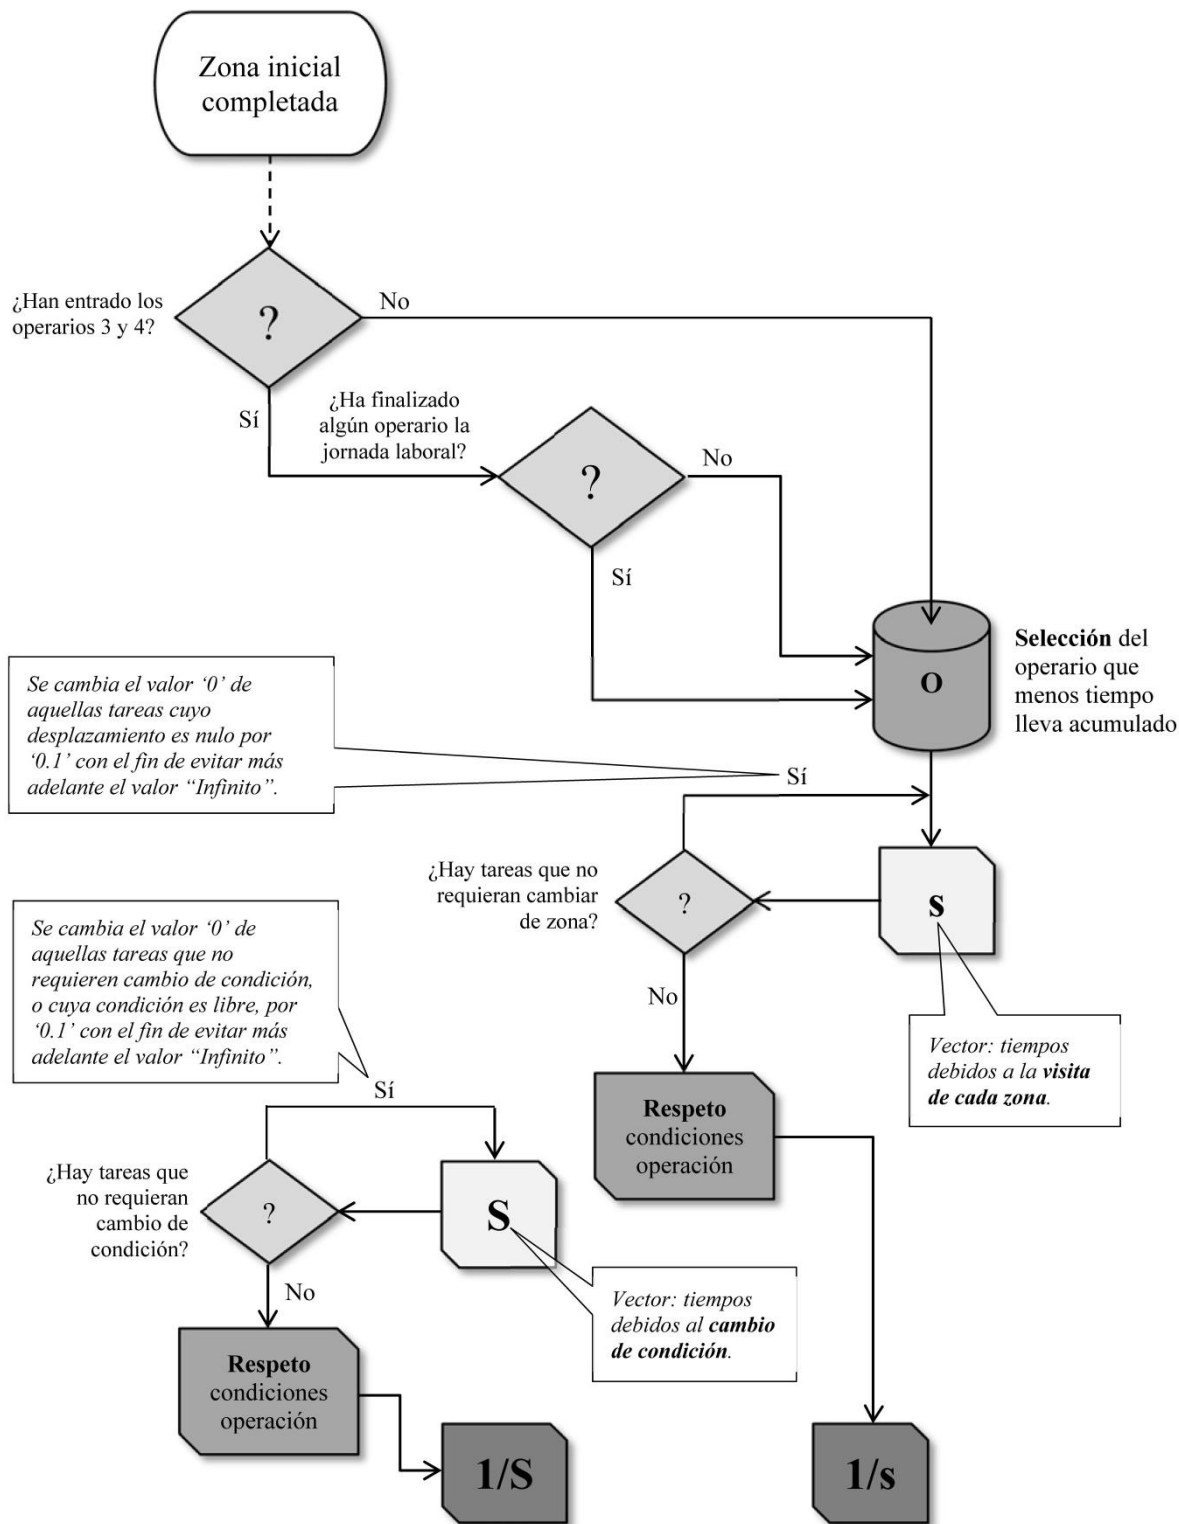 Zona inicial
completada
¿Han entrado los
operarios 3 y 4?
?
No
Sí
¿Ha finalizado
algún operario la
jornada laboral?
?
No
Sí
O
Selección del
operario que
menos tiempo
lleva acumulado
Se cambia el valor ‘0’ de
aquellas tareas cuyo
desplazamiento es nulo por
‘0.1’ con el fin de evitar más
adelante el valor “Infinito”.
Sí
¿Hay tareas que no
requieran cambiar
de zona?
?
s
No
Vector: tiempos
debidos a la visita
de cada zona.
Se cambia el valor ‘0’ de
aquellas tareas que no
requieren cambio de condición,
o cuya condición es libre, por
‘0.1’ con el fin de evitar más
adelante el valor “Infinito”.
Sí
Respeto
condiciones
operación
¿Hay tareas que
no requieran
cambio de
condición?
?
S
No
Vector: tiempos
debidos al cambio
de condición.
Respeto
condiciones
operación
1/S
1/s